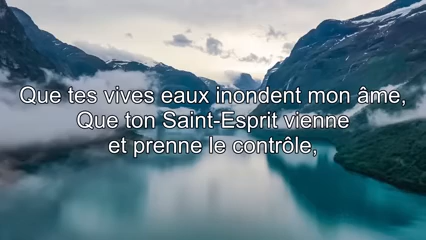 Que tes vives eaux inondent mon âme,
Que ton Saint-Esprit vienne
et prenne le contrôle,